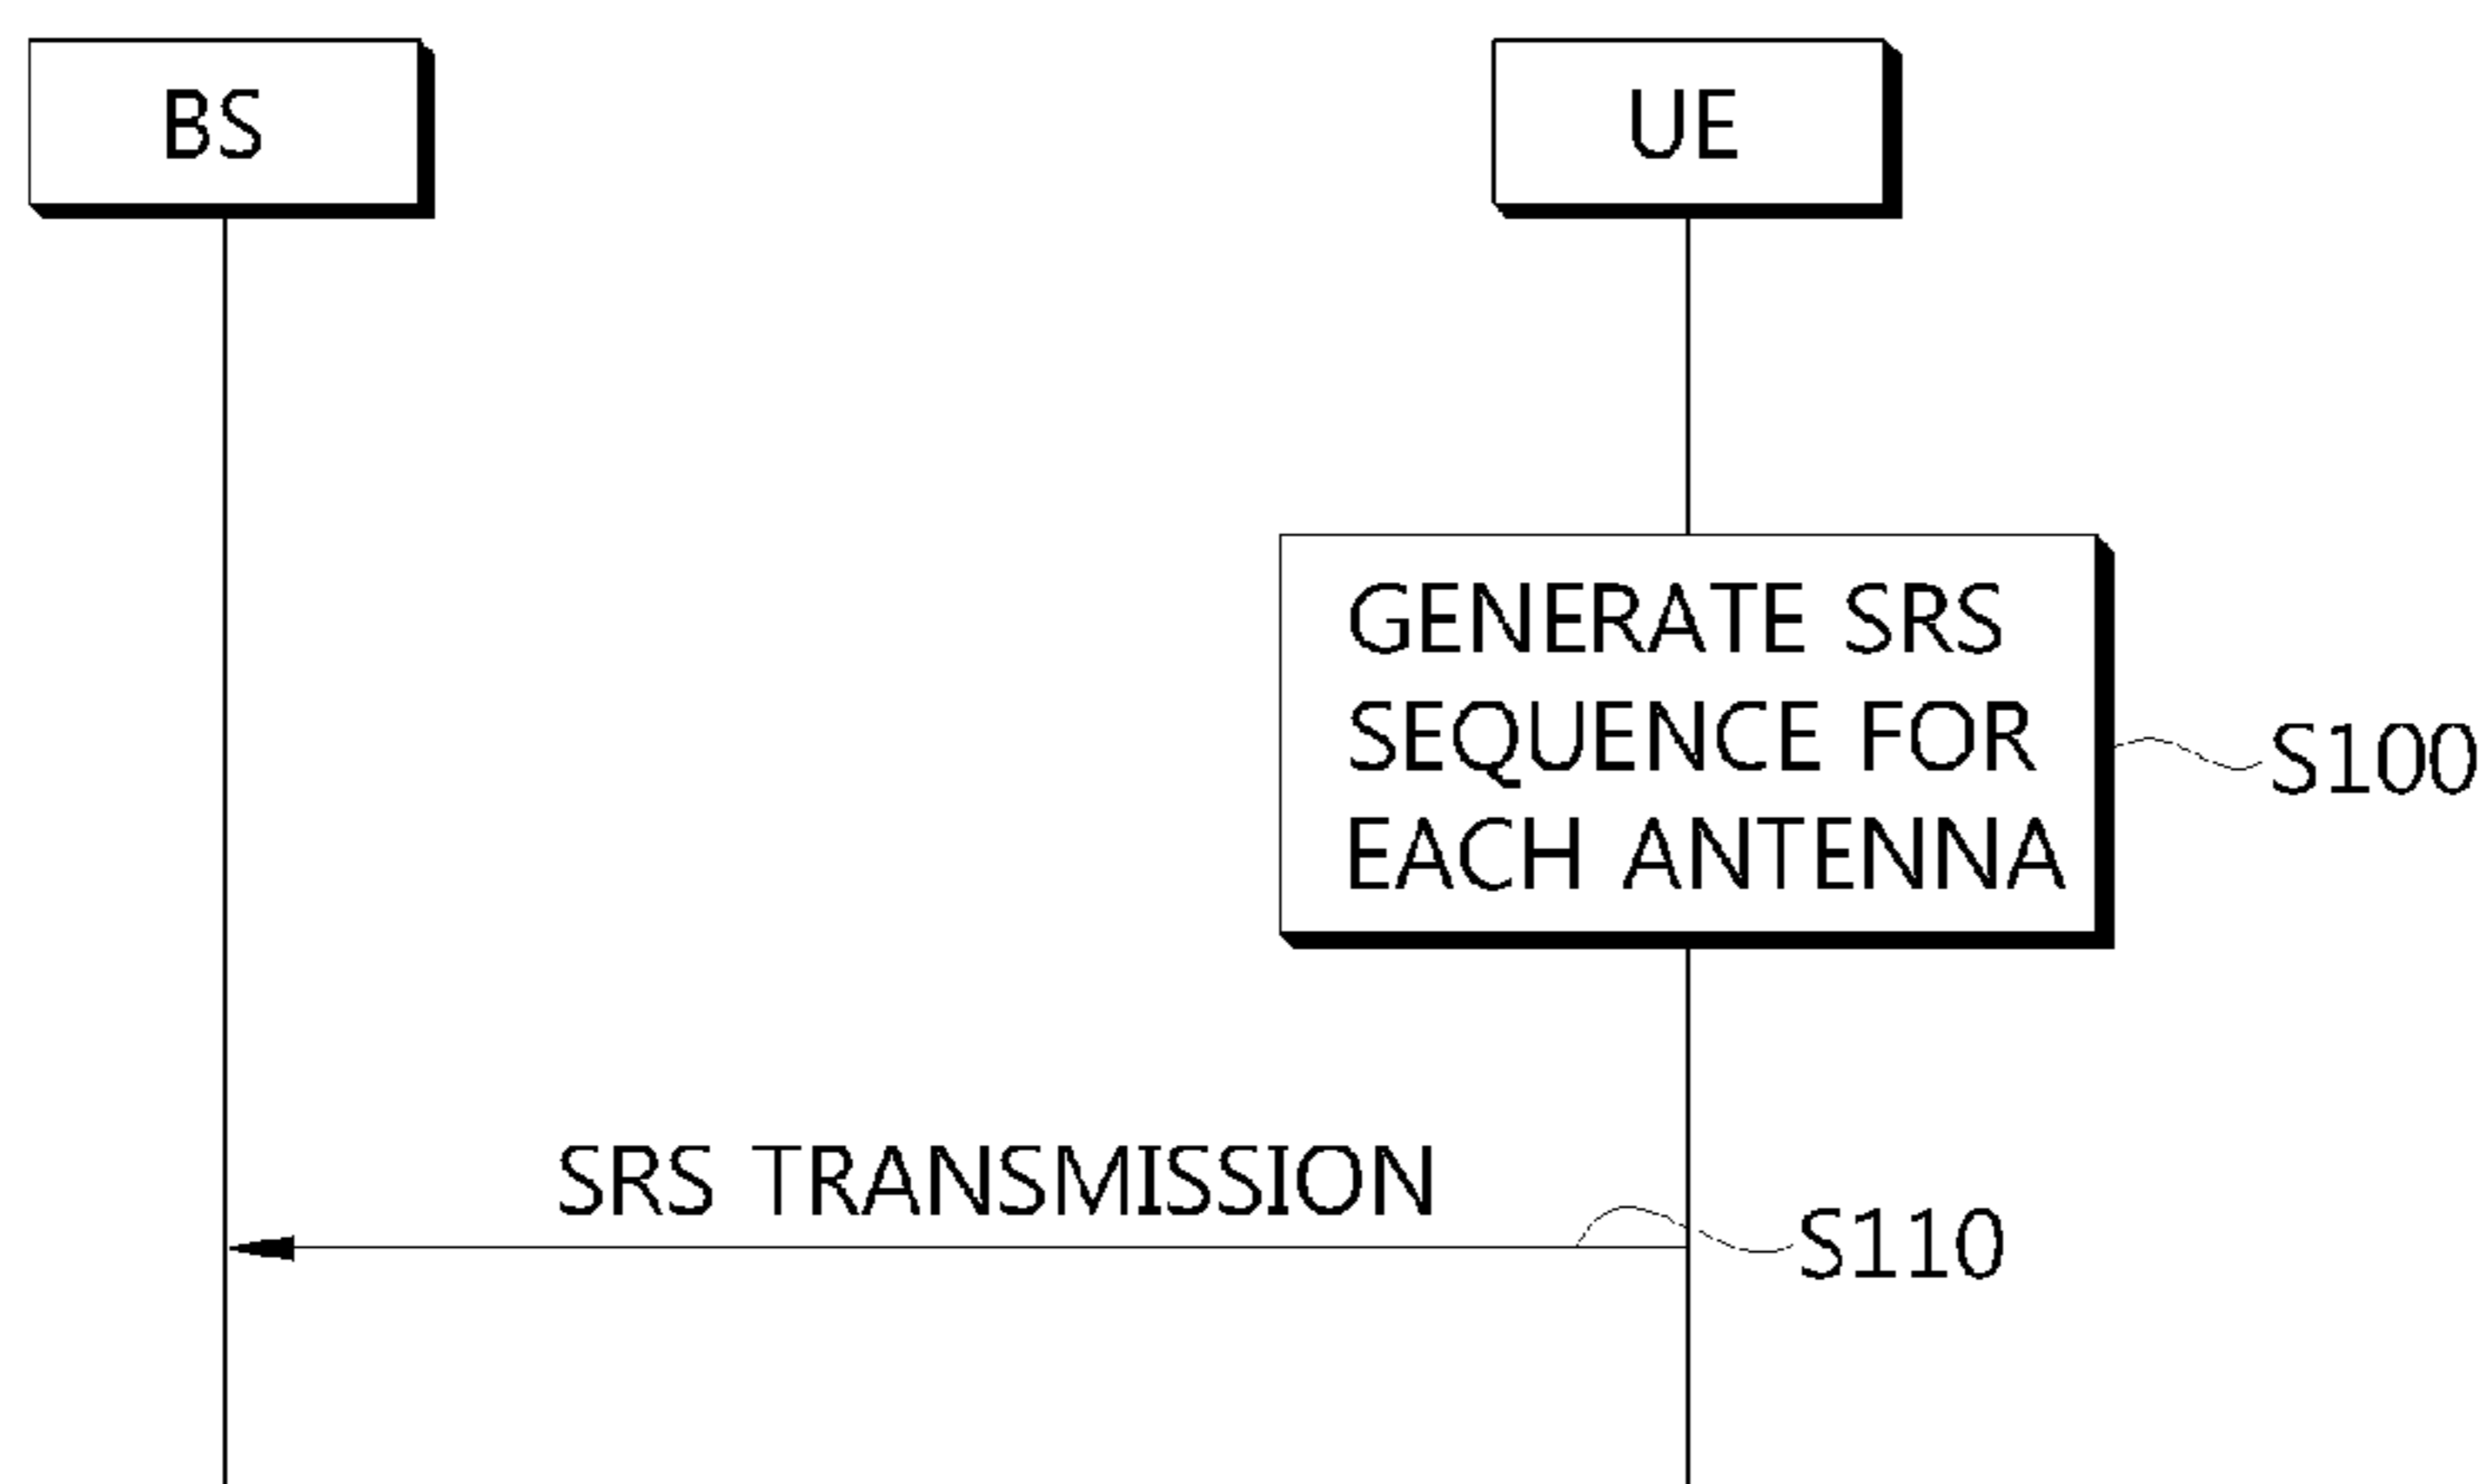 BS
UE
GENERATE SRS
SEQUENCE FOR
EACH ANTENNA
S100
SRS TRANSMISSION
S110